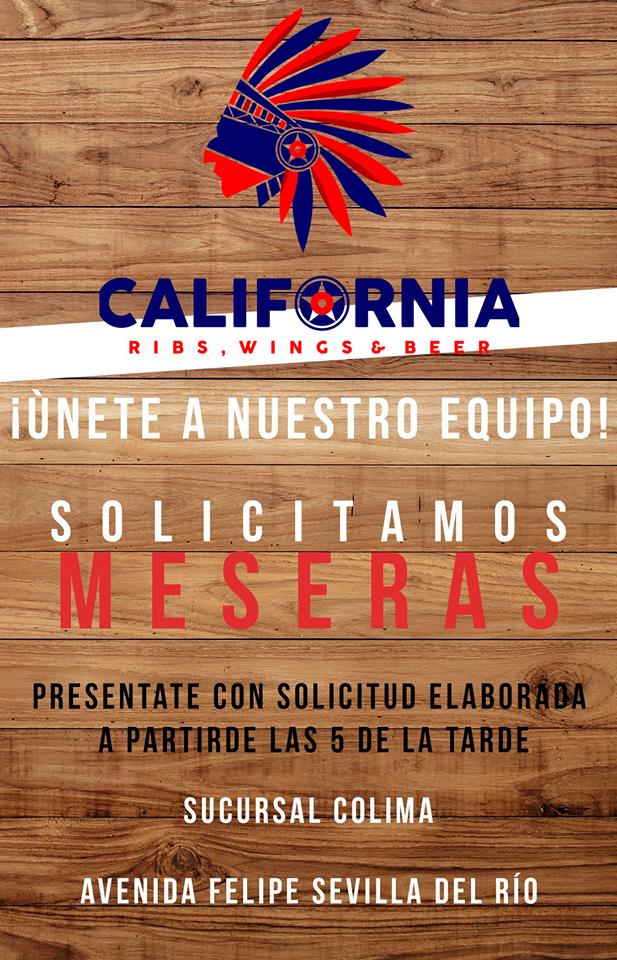 CALIFORNIA
RIBS, WINGS & BEER
¡ÙNETE A NUESTRO EQUIPO!
SOLICITAMOS
MESERAS
PRESENTATE CON SOLICITUD ELABORADA
A PARTIRDE LAS 5 DE LA TARDE
SUCURSAL COLIMA
AVENIDA FELIPE SEVILLA DEL RÍO